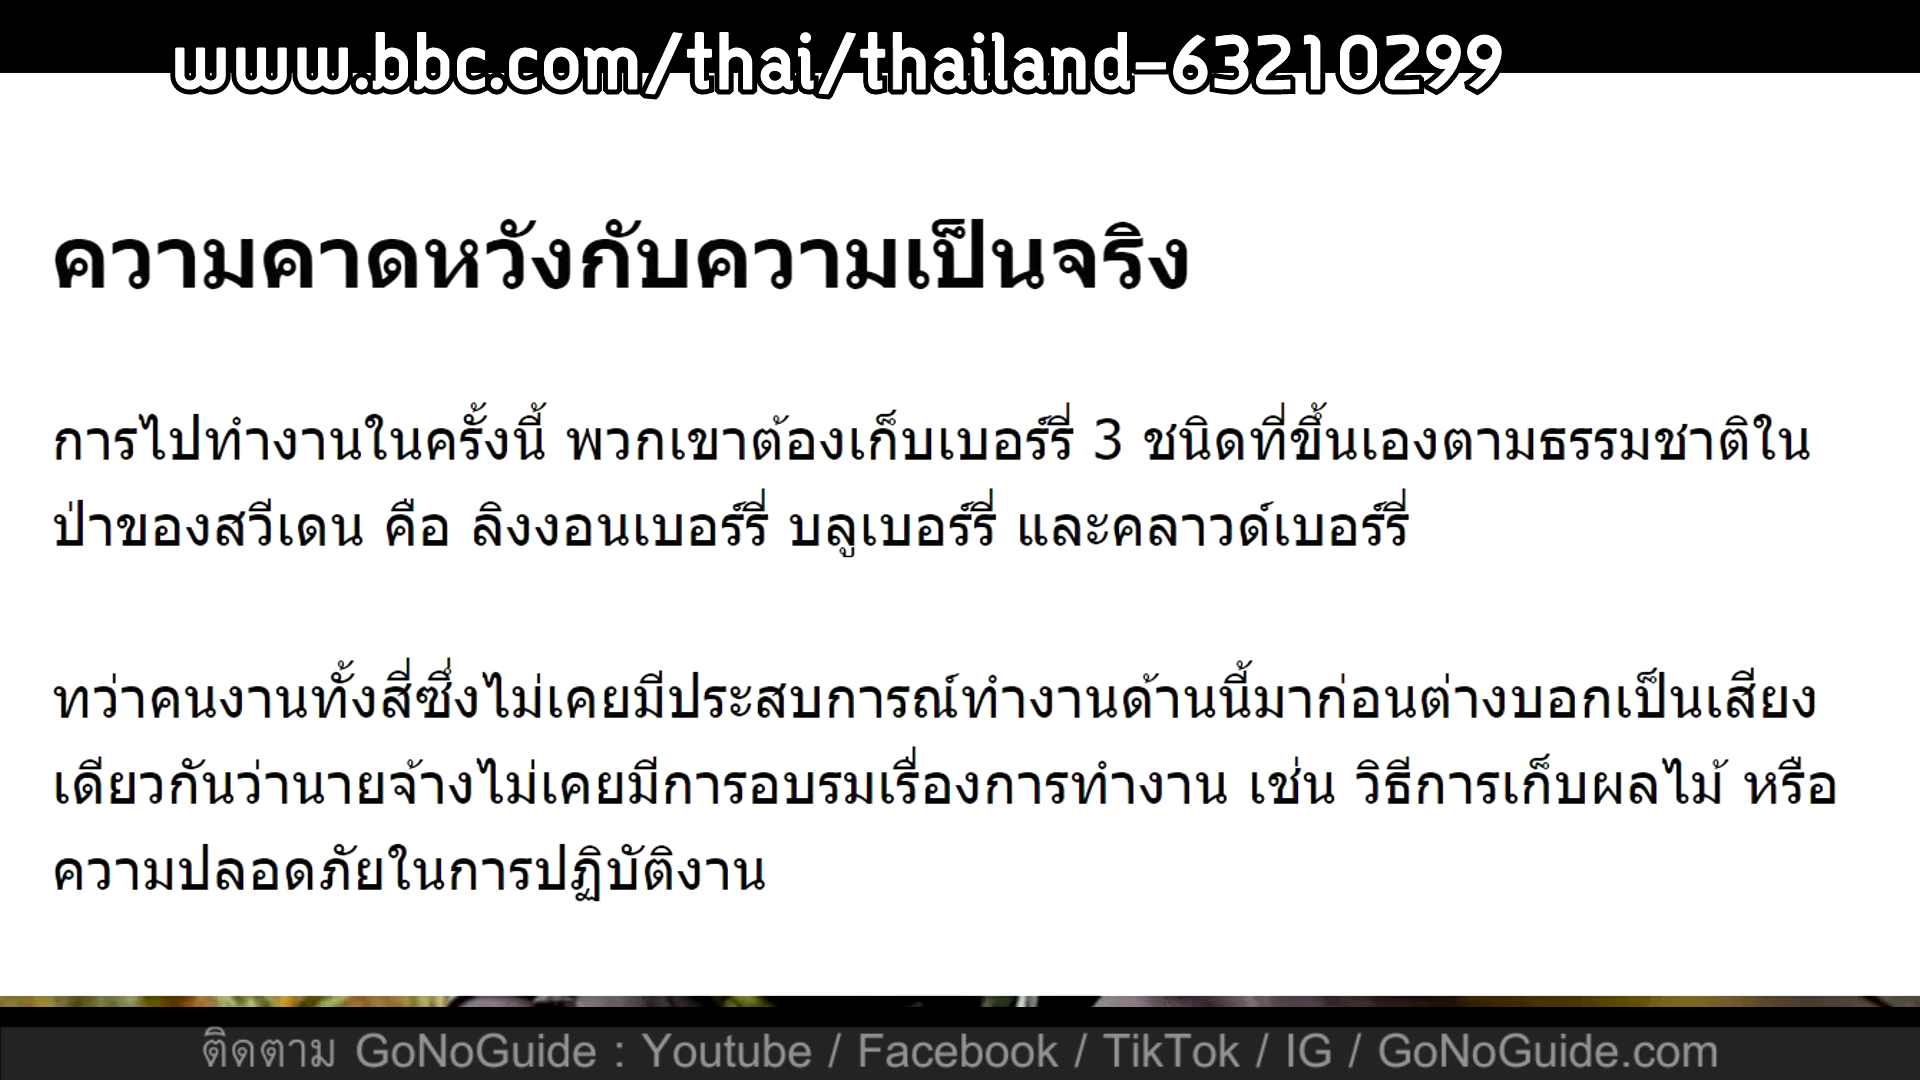 www.bbc.com/thai/thailand-63210299
ความคาดหวังกับความเป็นจริง
การไปทำงานในครั้งนี้ พวกเขาต้องเก็บเบอร์รี่ 3 ชนิดที่ขึ้นเองตามธรรมชาติใน
ป่าของสวีเดน คือ ลิงงอนเบอร์รี่ บลูเบอร์รี่ และคลาวด์เบอร์รี่
ทว่าคนงานทั้งสี่ซึ่งไม่เคยมีประสบการณ์ทำงานด้านนี้มาก่อนต่างบอกเป็นเสียง
เดียวกันว่านายจ้างไม่เคยมีการอบรมเรื่องการทำงาน เช่น วิธีการเก็บผลไม้ หรือ
ความปลอดภัยในการปฏิบัติงาน
ติดตาม GoNoGuide : Youtube / Facebook / TikTok / IG / GoNoGuide.com